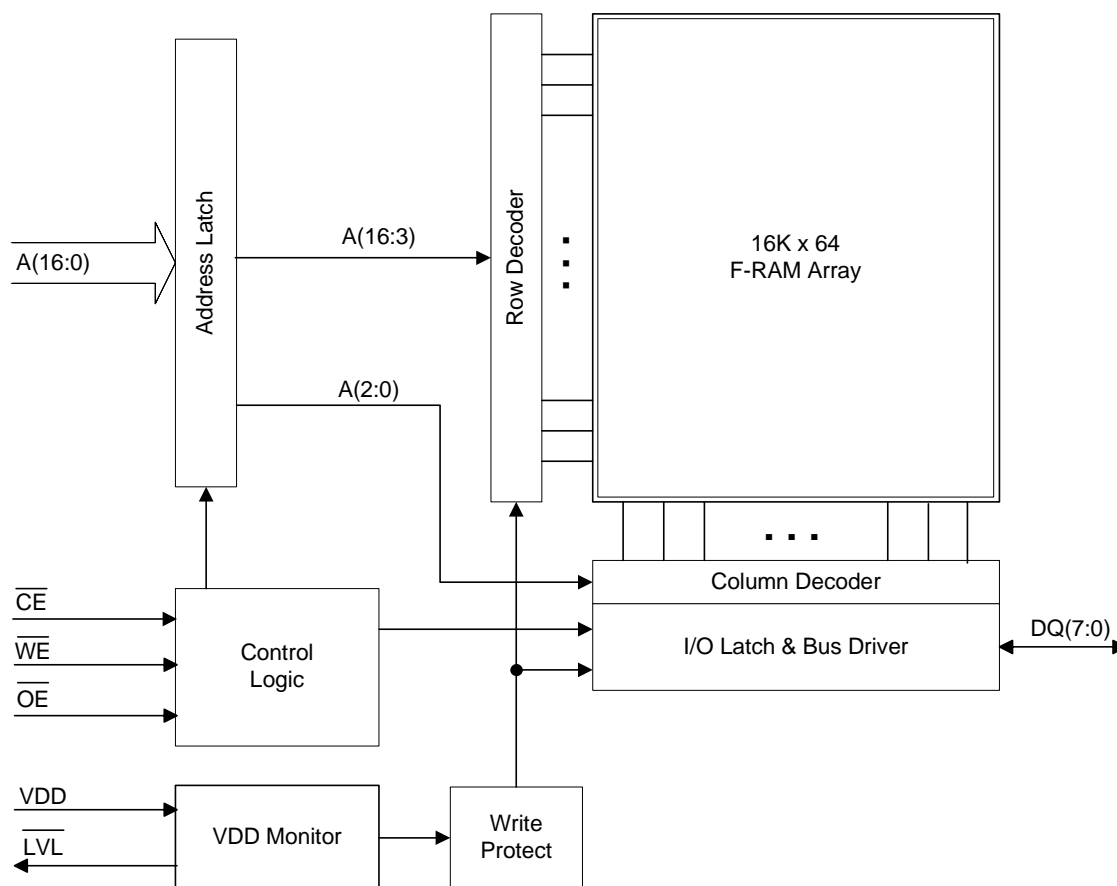 A(16:0)
Address Latch
A(16:3)
A(2:0)
Row Decoder
16K x 64
F-RAM Array
Column Decoder
I/O Latch & Bus Driver
DQ(7:0)
CE
WE
OE
Control
Logic
VDD
LVL
VDD Monitor
Write
Protect